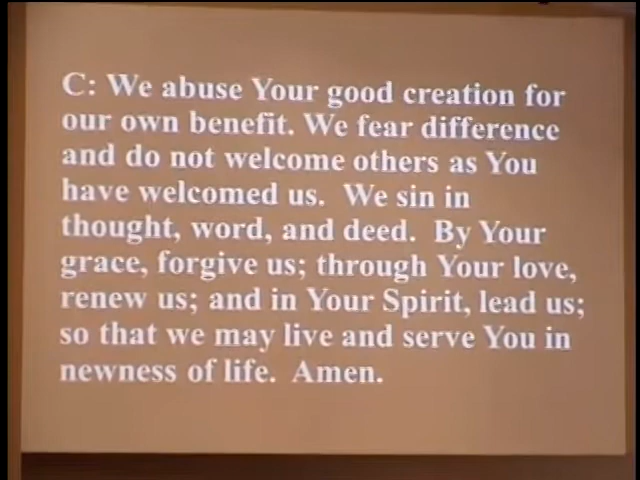 C: We abuse Your good creation for
our own benefit. We fear difference
and do not welcome others as You
have welcomed us.  We sin in
thought, word, and deed.  By Your
grace, forgive us; through Your love,
renew us; and in Your Spirit, lead us;
so that we may live and serve You in
newness of life.  Amen.